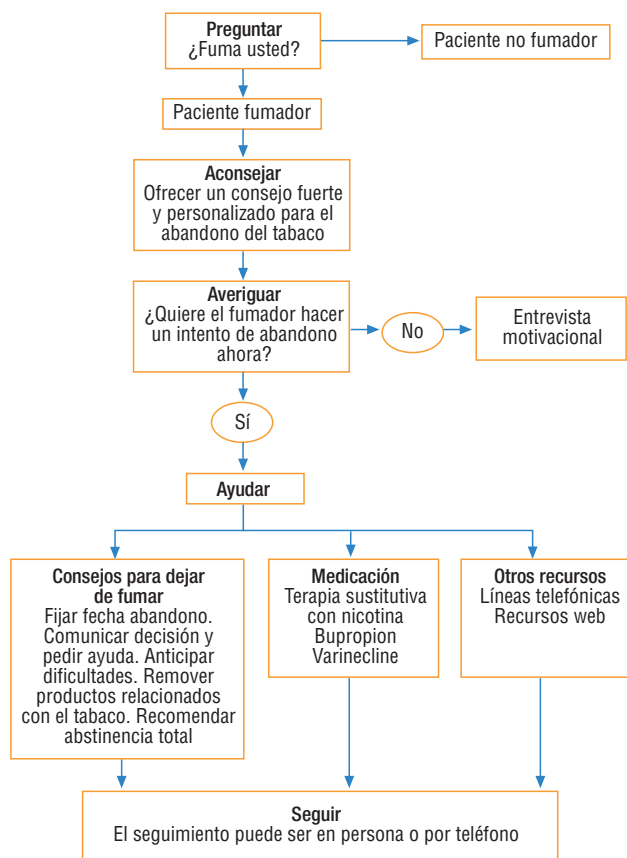 Preguntar
¿Fuma usted?
Paciente no fumador
Paciente fumador
Aconsejar
Ofrecer un consejo fuerte
y personalizado para el
abandono del tabaco
Averiguar
¿Quiere el fumador hacer
un intento de abandono
ahora?
No
Entrevista
motivacional
Sí
Ayudar
Consejos para dejar
de fumar
Fijar fecha abandono.
Comunicar decisión y
pedir ayuda. Anticipar
dificultades. Remover
productos relacionados
con el tabaco. Recomendar
abstinencia total
Medicación
Terapia sustitutiva
con nicotina
Bupropion
Varinecline
Otros recursos
Líneas telefónicas
Recursos web
Seguir
El seguimiento puede ser en persona o por teléfono